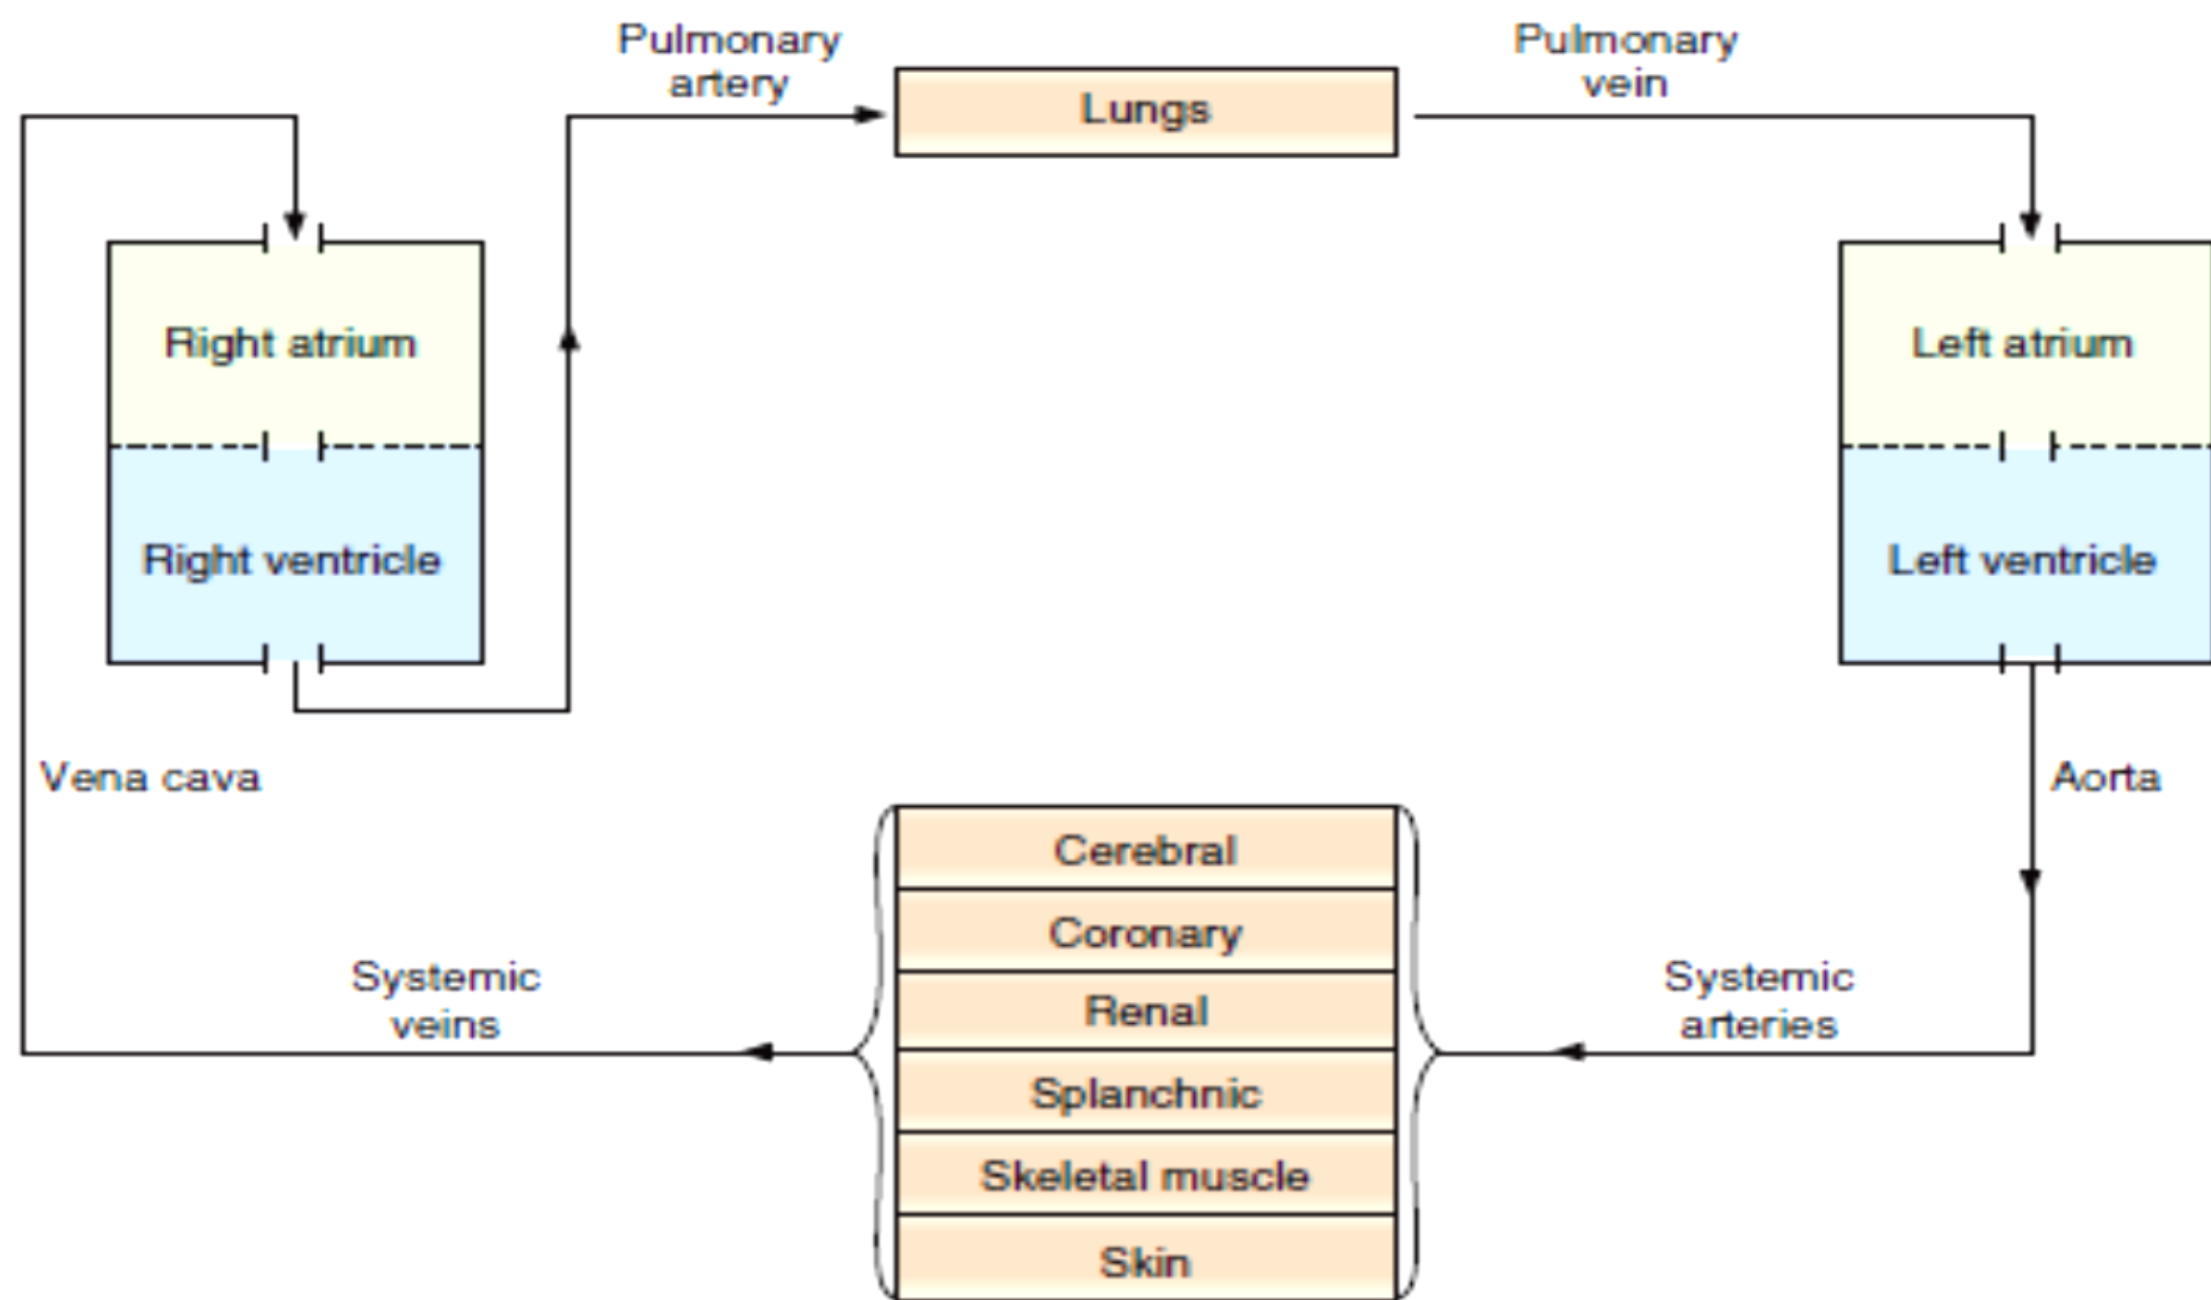 Pulmonary
artery
Lungs
Pulmonary
vein
Right atrium
Left atrium
Right ventricle
Left ventricle
Vena cava
Aorta
Cerebral
Coronary
Systemic
veins
Renal
Systemic
arteries
Splanchnic
Skeletal muscle
Skin